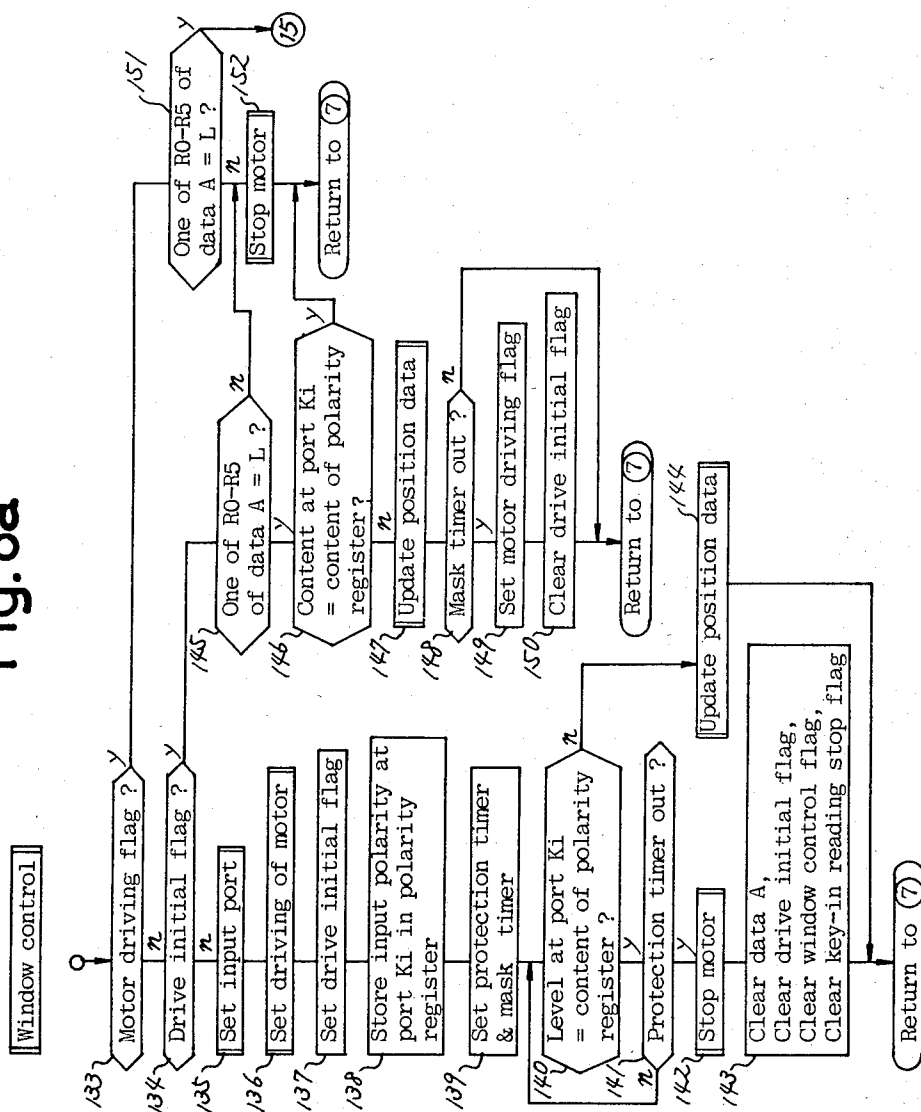 Fig. 8a
Window control
133
Motor driving flag ?
y
n
134
Drive initial flag ?
y
n
135
Set input port
136
Set driving of motor
137
Set drive initial flag
138
Store input polarity at
port Ki in polarity
register
139
Set protection timer
& mask timer
140
Level at port Ki
= content of polarity
register ?
n
y
141
Protection timer out ?
n
y
142
Stop motor
143
Clear data A,
Clear drive initial flag,
Clear window control flag,
Clear key-in reading stop flag
Return to 7
144
Update position data
145
One of R0-R5
of data A = L ?
n
y
146
Content at port Ki
= content of polarity
register?
y
n
147
Update position data
148
Mask timer out ?
n
y
149
Set motor driving flag
150
Clear drive initial flag
Return to 7
151
One of R0-R5 of
data A = L ?
y
15
n
152
Stop motor
Return to 7